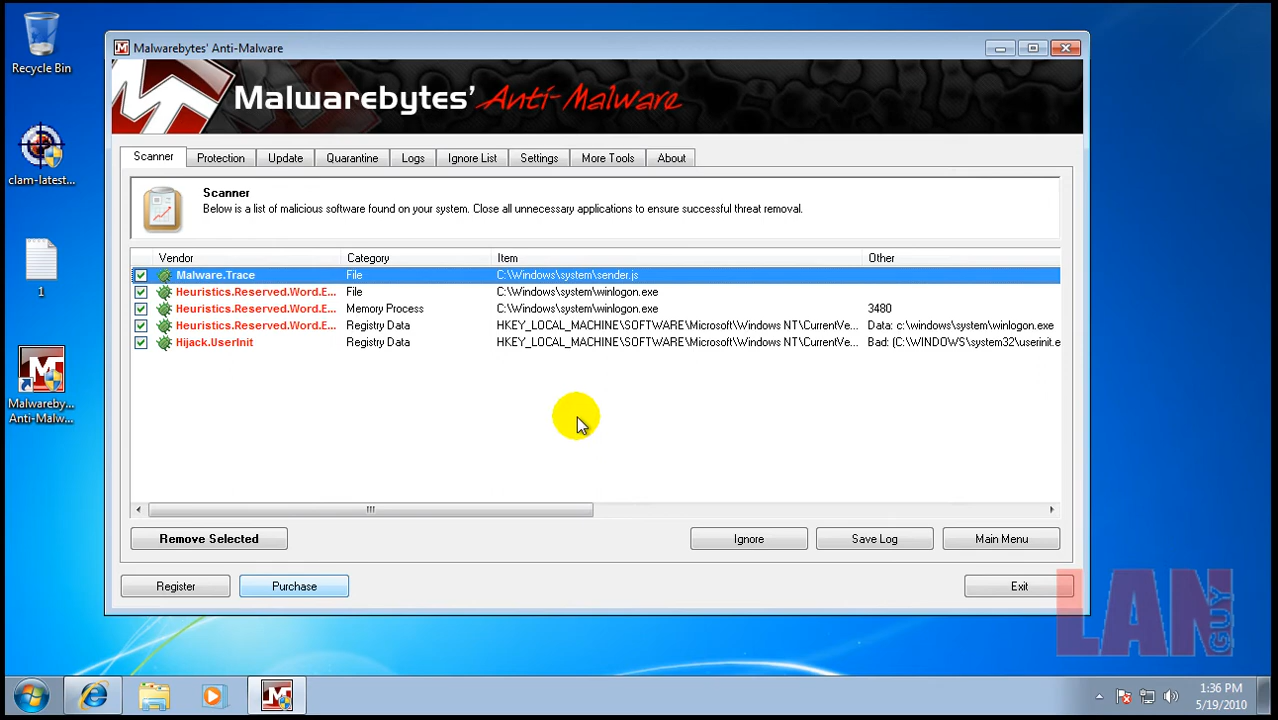 Recycle Bin
clam-latest...
1
Malwareby...
Anti-Malw...
Malwarebytes' Anti-Malware
Malwarebytes' Anti-Malware
Scanner Protection Update Quarantine Logs Ignore List Settings More Tools About
Scanner
Below is a list of malicious software found on your system. Close all unnecessary applications to ensure successful threat removal.
Vendor Category Item Other
Malware.Trace File C:\Windows\system\sender.js
Heuristics.Reserved.Word.E... File C:\Windows\system\winlogon.exe
Heuristics.Reserved.Word.E... Memory Process C:\Windows\system\winlogon.exe 3480
Heuristics.Reserved.Word.E... Registry Data HKEY_LOCAL_MACHINE\SOFTWARE\Microsoft\Windows NT\CurrentVe... Data: c:\windows\system\winlogon.exe
Hijack.UserInit Registry Data HKEY_LOCAL_MACHINE\SOFTWARE\Microsoft\Windows NT\CurrentVe... Bad: (C:\WINDOWS\system32\userinit.e
Remove Selected Ignore Save Log Main Menu
Register Purchase Exit
LAN GUY
1:36 PM
5/19/2010